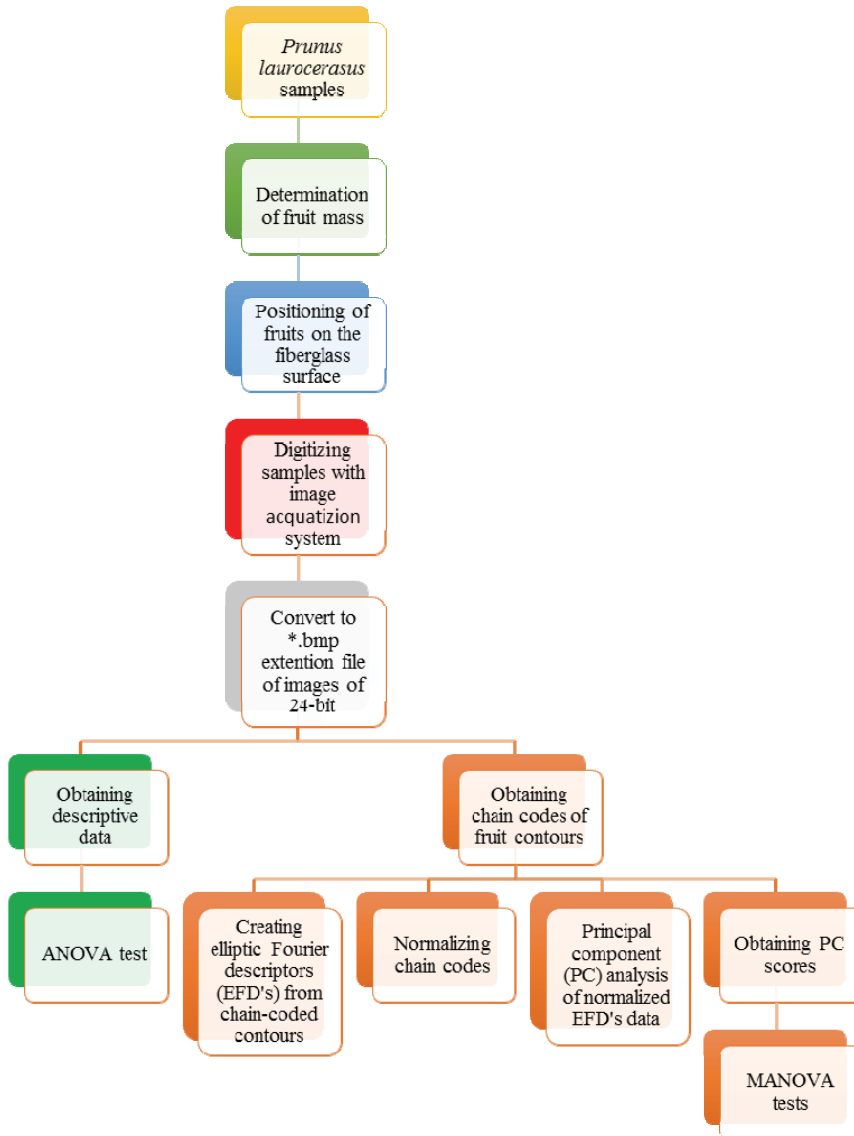 Prunus
laurocerasus
samples
Determination
of fruit mass
Positioning of
fruits on the
fiberglass
surface
Digitizing
samples with
image
acquatizion
system
Convert to
*.bmp
extention file
of images of
24-bit
Obtaining
descriptive
data
Obtaining
chain codes of
fruit contours
ANOVA test
Creating
elliptic Fourier
descriptors
(EFD's) from
chain-coded
contours
Normalizing
chain codes
Principal
component
(PC) analysis
of normalized
EFD's data
Obtaining PC
scores
MANOVA
tests